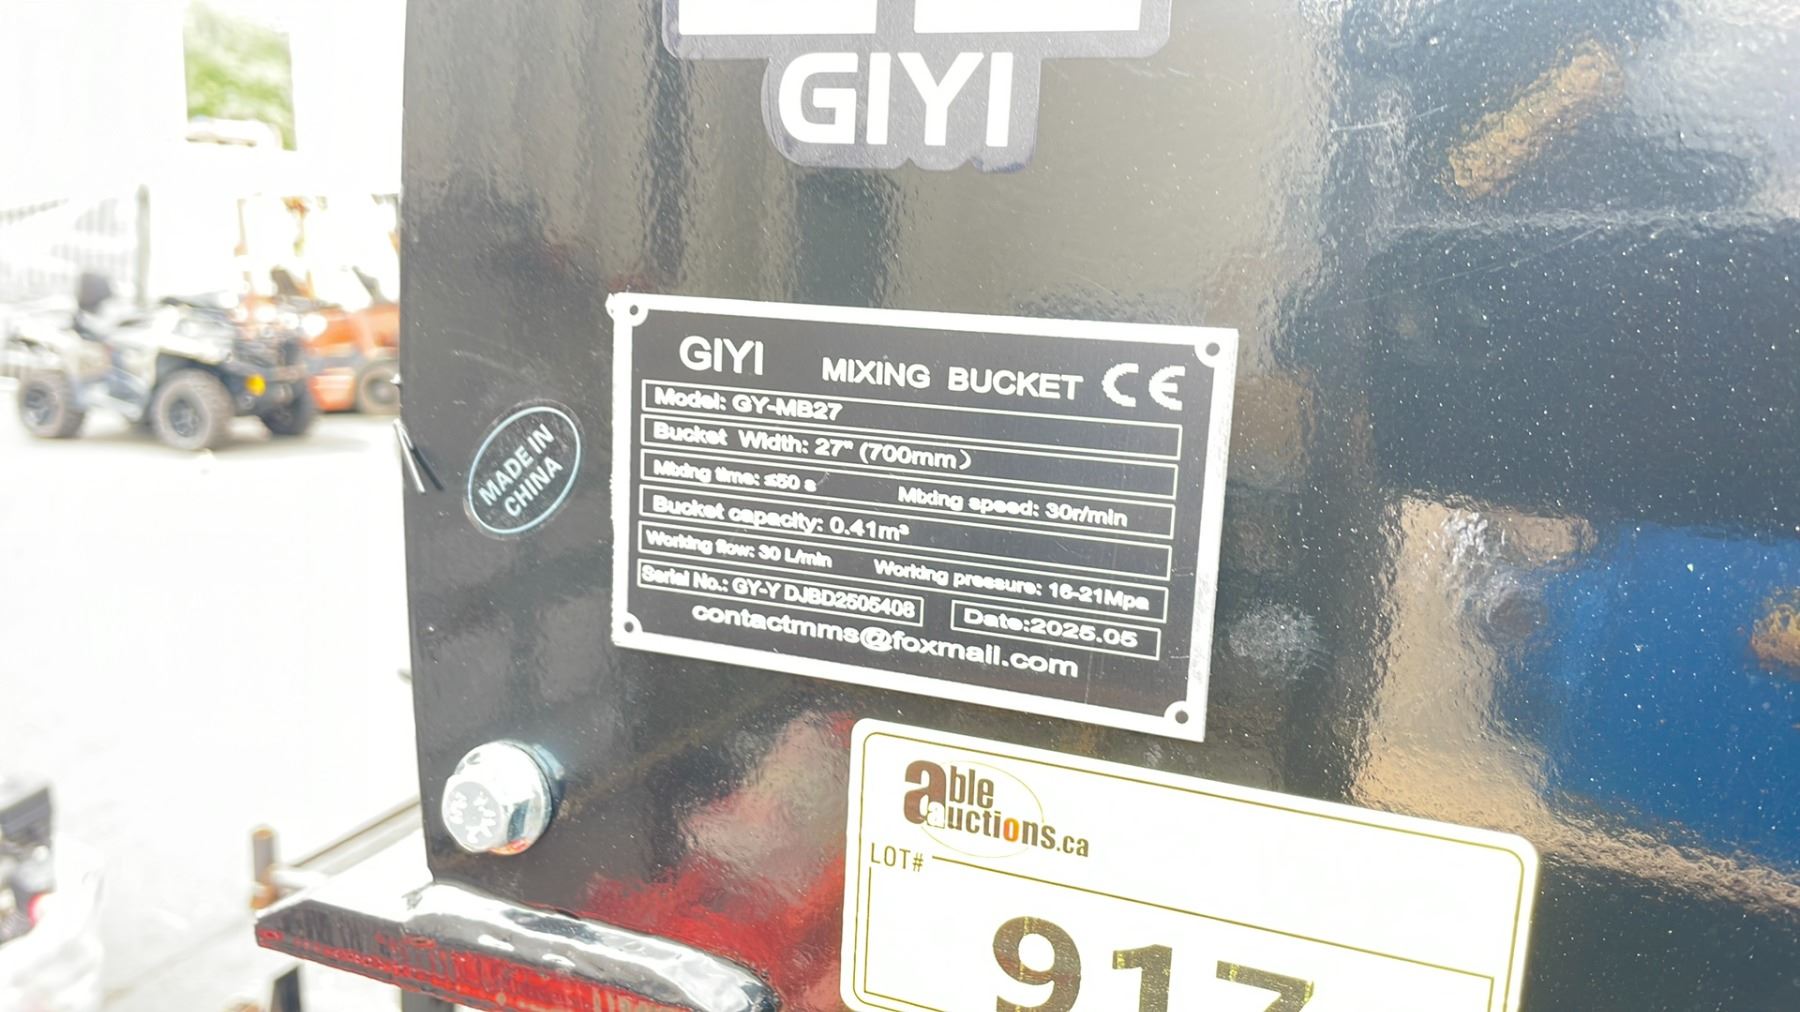 GIYI
GIYI MIXING BUCKET CE
Model: GY-MB27
Bucket Width: 27" (700mm)
Mixing time: ≤50 s Mixing speed: 30r/min
Bucket capacity: 0.41m³
Working flow: 30 L/min Working pressure: 16-21Mpa
Serial No.: GY-Y DJBD2505408 Date:2025.05
contactmms@foxmail.com
MADE IN
CHINA
able
auctions.ca
LOT#
917